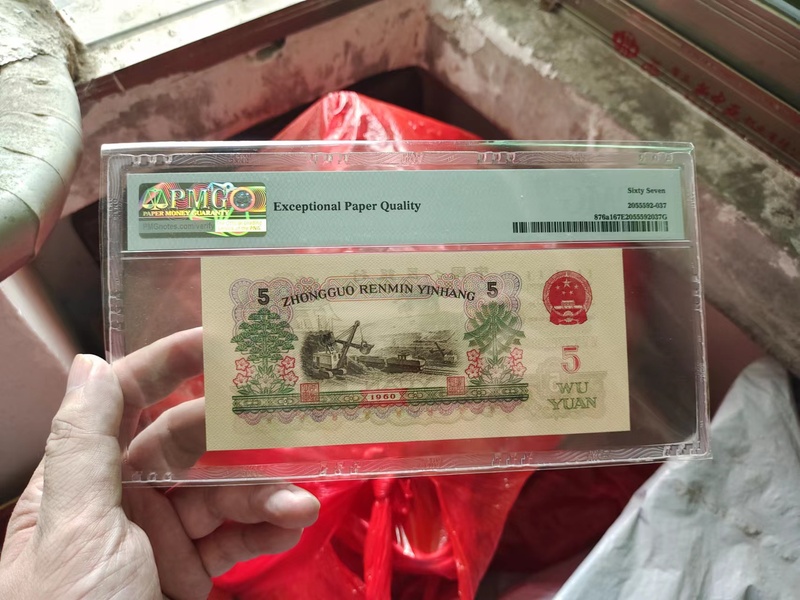 PMG
PAPER MONEY GUARANTY
Exceptional Paper Quality
Sixty Seven
2055592-037
5
ZHONGGUO RENMIN YINHANG
5
1960
5
WU
YUAN